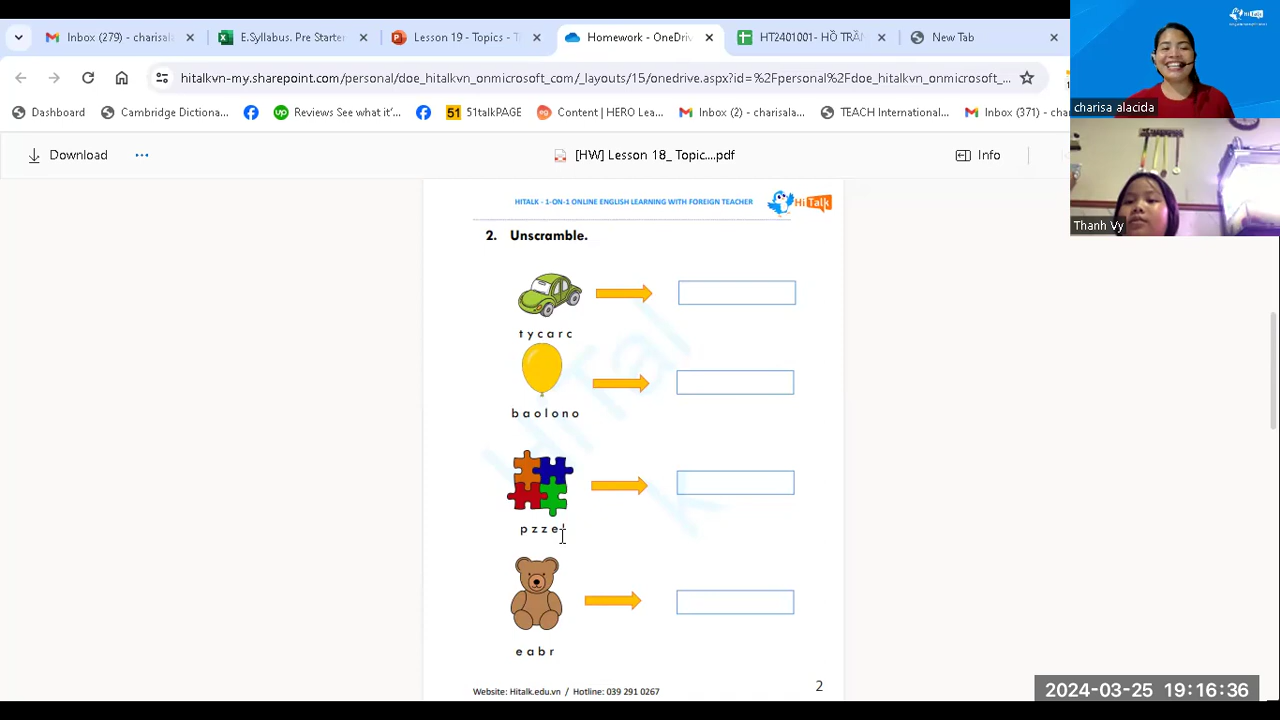 Inbox (279) - charisal
E.Syllabus. Pre Starter
Lesson 19 - Topics - T
Homework - OneDriv
HT2401001- HỒ TRẦN
New Tab
hitalkvn-my.sharepoint.com/personal/doe_hitalkvn_onmicrosoft_com/_layouts/15/onedrive.aspx?id=%2Fpersonal%2Fdoe_hitalkvn_onmicrosoft_...
Dashboard
Cambridge Dictiona...
Reviews See what it'...
51talkPAGE
Content | HERO Lea...
Inbox (2) - charisala...
TEACH International...
Inbox (371) - cha
HiTalk
charisa alacida
Thanh Vy
Download
[HW] Lesson 18_ Topic....pdf
Info
HITALK - 1-ON-1 ONLINE ENGLISH LEARNING WITH FOREIGN TEACHER
HiTalk
2. Unscramble.
t y c a r c
b a o l o n o
p z z e
e a b r
Website: Hitalk.edu.vn / Hotline: 039 291 0267
2
2024-03-25 19:16:36